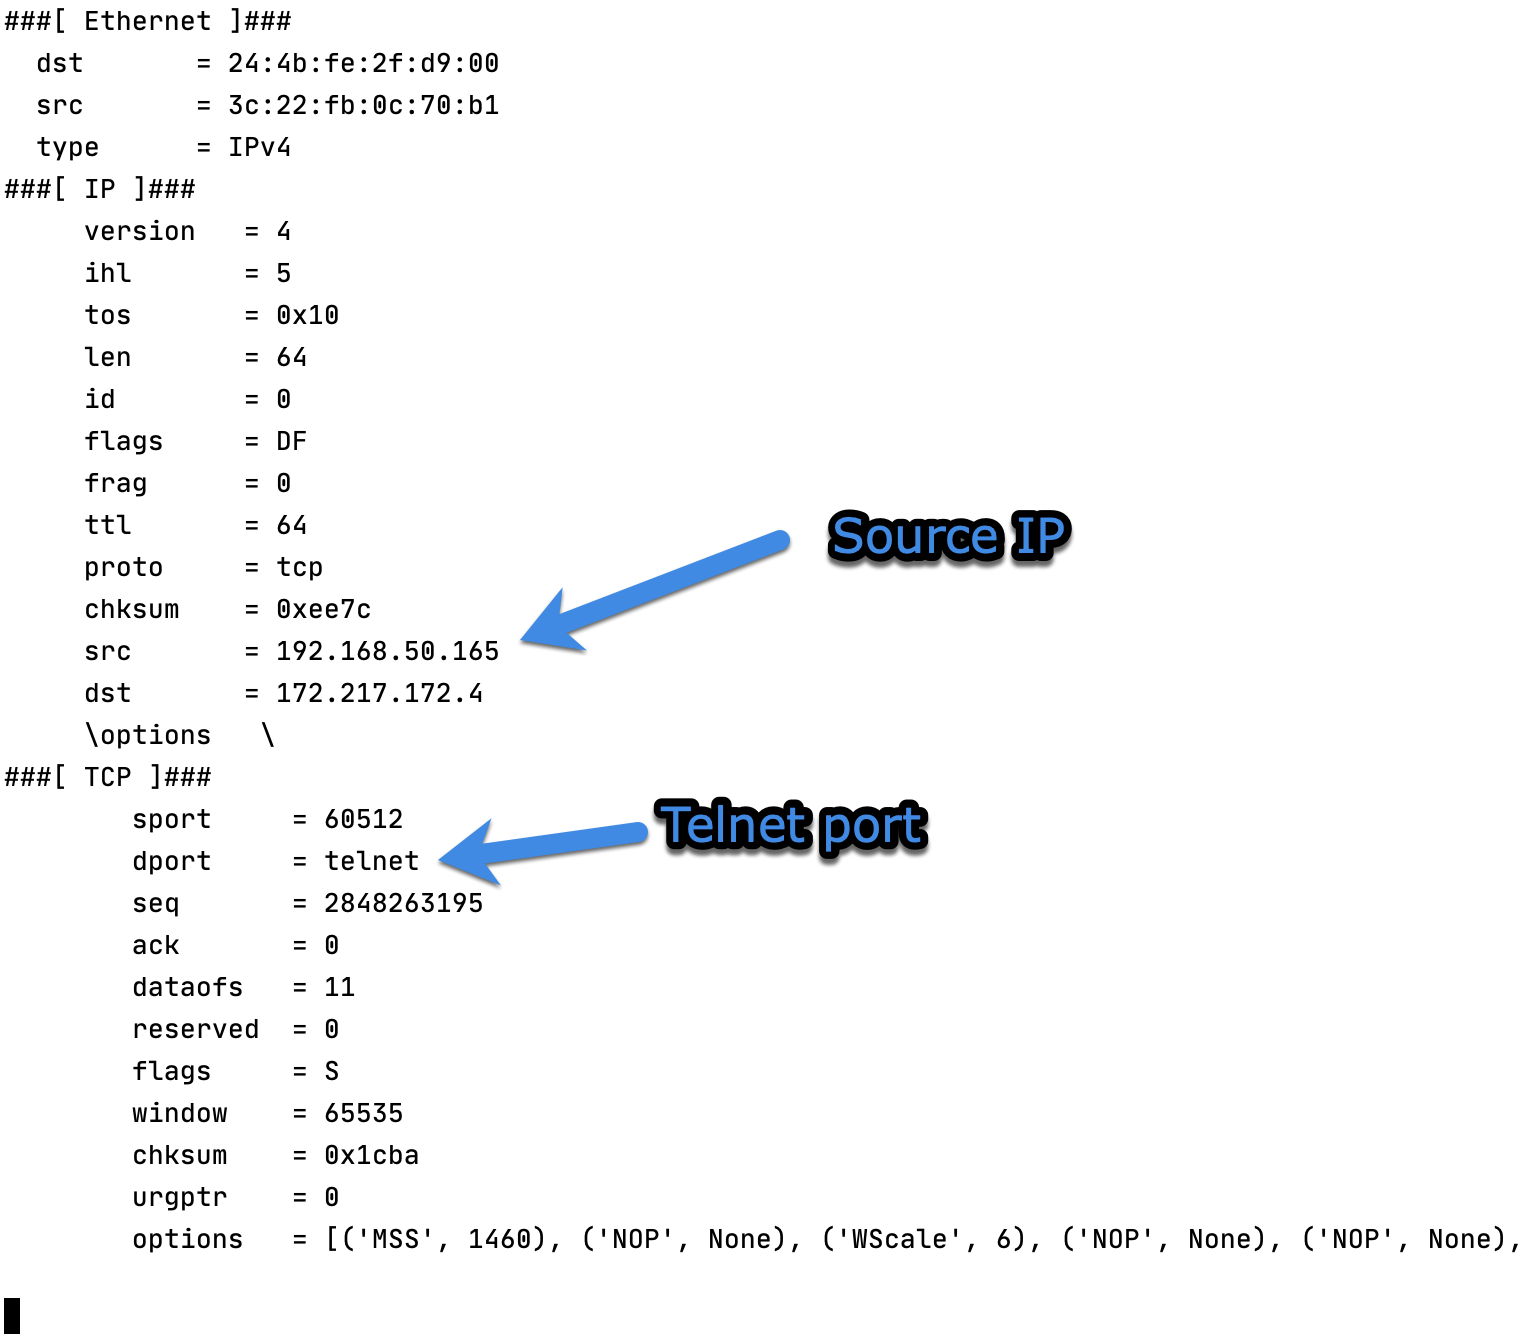 ###[ Ethernet ]###
  dst       = 24:4b:fe:2f:d9:00
  src       = 3c:22:fb:0c:70:b1
  type      = IPv4
###[ IP ]###
     version   = 4
     ihl       = 5
     tos       = 0x10
     len       = 64
     id        = 0
     flags     = DF
     frag      = 0
     ttl       = 64
Source IP
     proto     = tcp
     chksum    = 0xee7c
     src       = 192.168.50.165
     dst       = 172.217.172.4
     \options   \
###[ TCP ]###
        sport     = 60512
Telnet port
        dport     = telnet
        seq       = 2848263195
        ack       = 0
        dataofs   = 11
        reserved  = 0
        flags     = S
        window    = 65535
        chksum    = 0x1cba
        urgptr    = 0
        options   = [('MSS', 1460), ('NOP', None), ('WScale', 6), ('NOP', None), ('NOP', None),